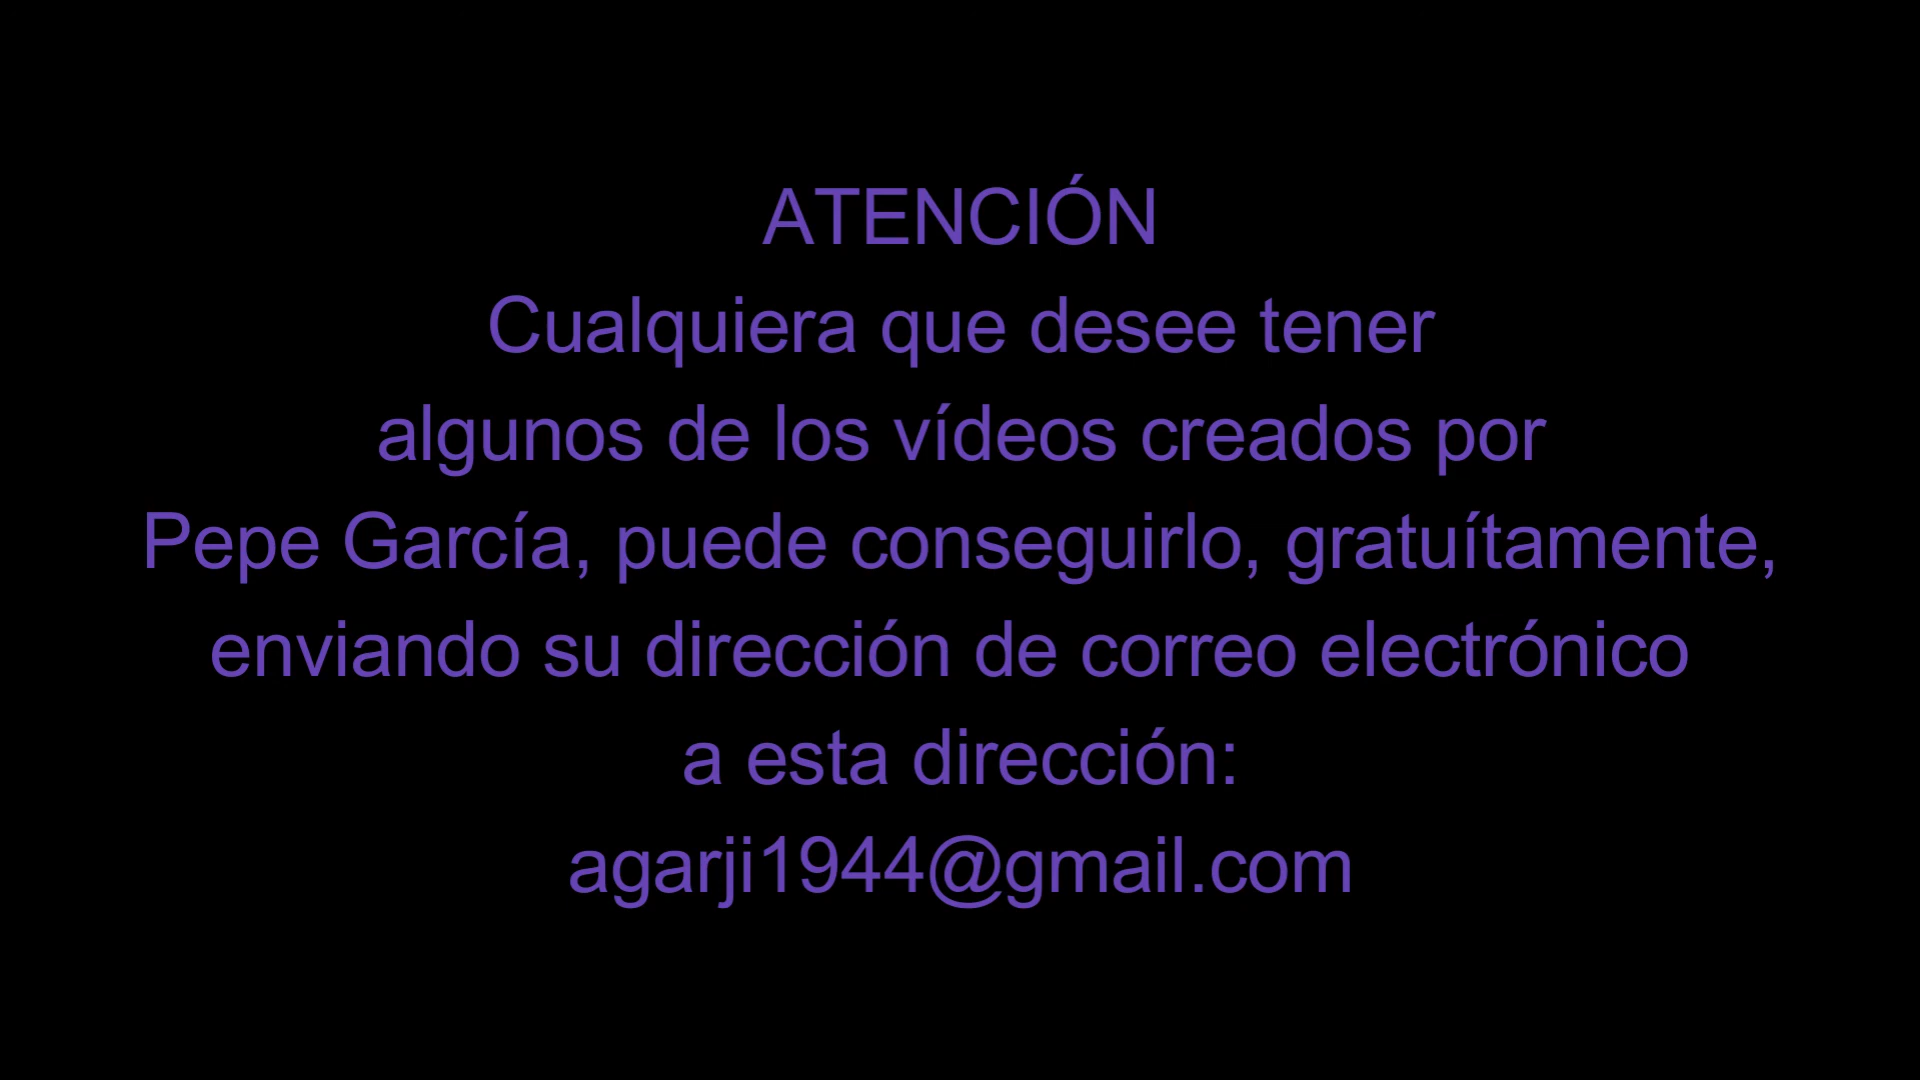 ATENCIÓN
Cualquiera que desee tener
algunos de los vídeos creados por
Pepe García, puede conseguirlo, gratuítamente,
enviando su dirección de correo electrónico
a esta dirección:
agarji1944@gmail.com